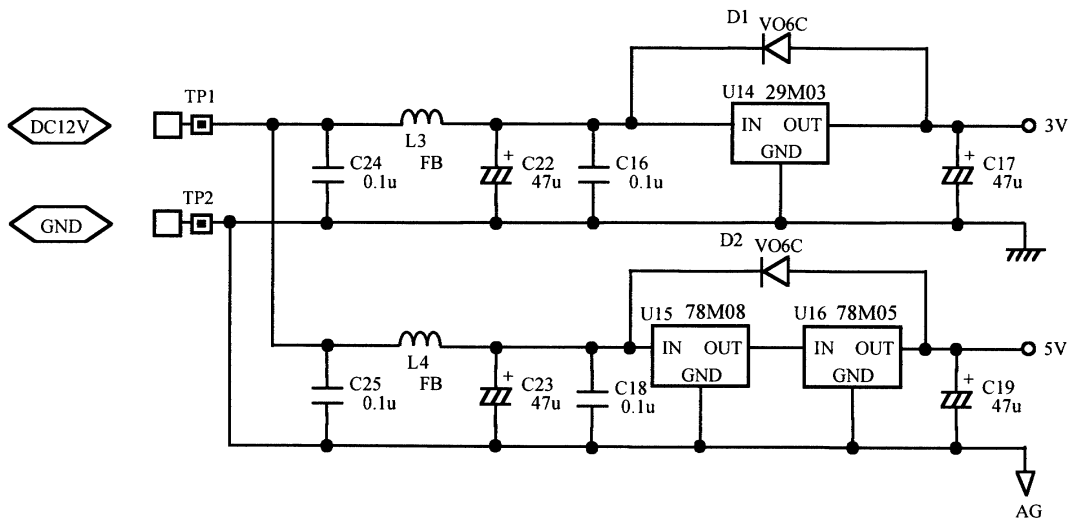 D1
VO6C
U14 29M03
DC12V
TP1
IN OUT
GND
3V
L3
FB
C24
0.1u
C22
47u
C16
0.1u
C17
47u
+
+
GND
TP2
D2
VO6C
U15 78M08
U16 78M05
IN OUT
GND
IN OUT
GND
5V
L4
FB
C25
0.1u
C23
47u
C18
0.1u
C19
47u
+
+
AG